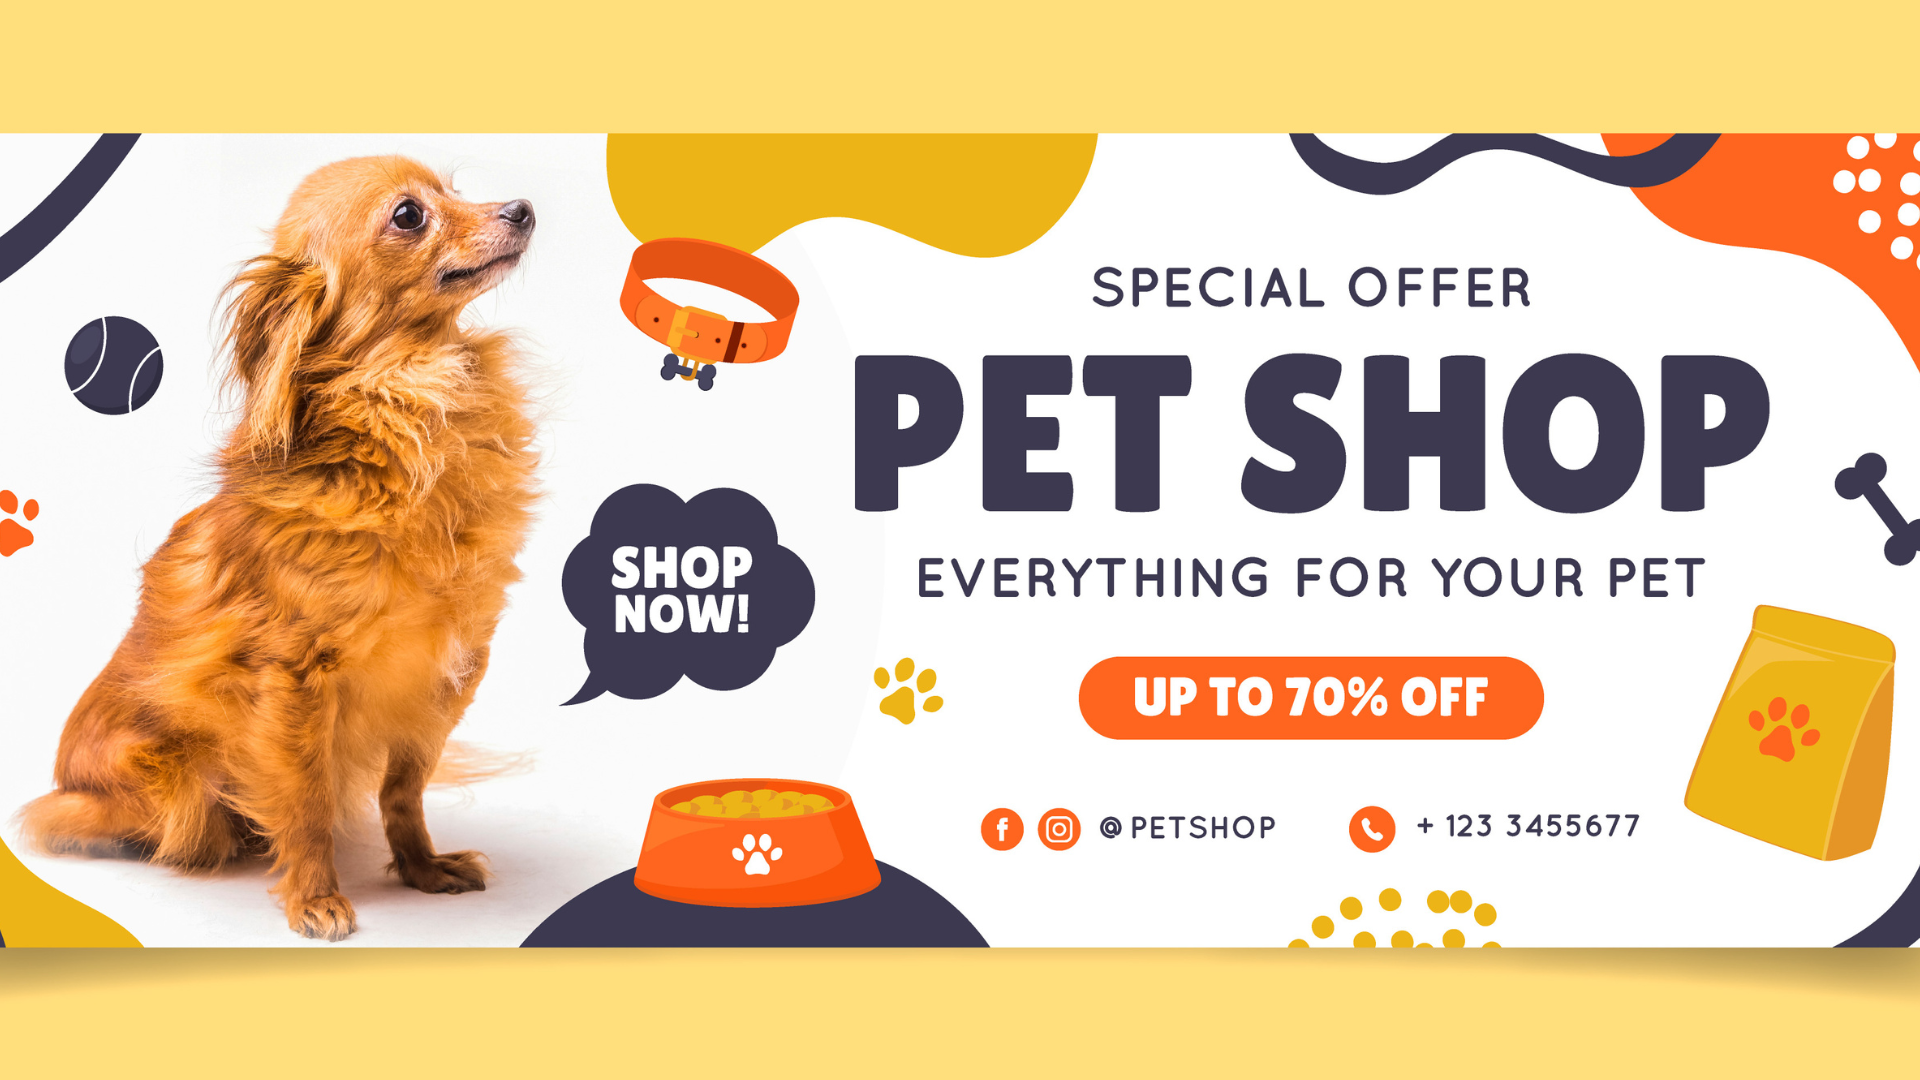 SPECIAL OFFER
PET SHOP
EVERYTHING FOR YOUR PET
SHOP
NOW!
UP TO 70% OFF
@PETSHOP
+ 123 3455677